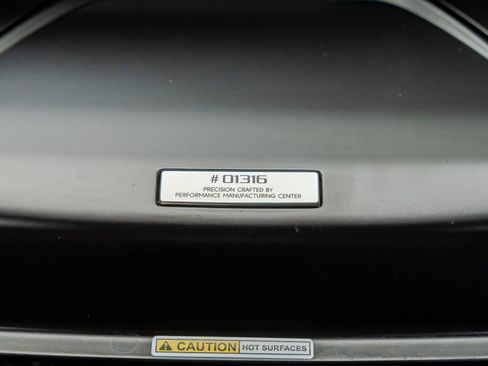 # 01316
PRECISION CRAFTED BY
PERFORMANCE MANUFACTURING CENTER
CAUTION HOT SURFACES